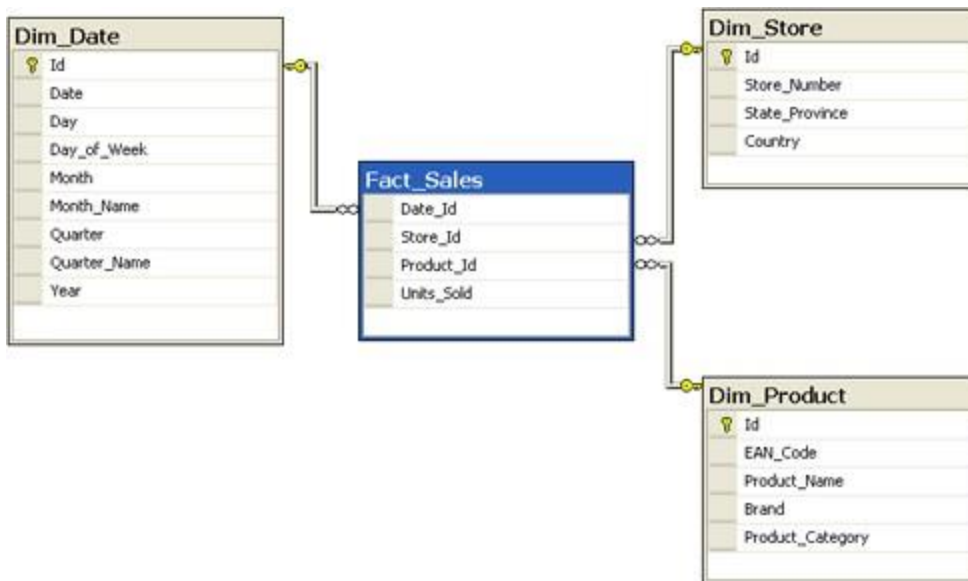 Dim_Date
Id
Date
Day
Day_of_Week
Month
Month_Name
Quarter
Quarter_Name
Year
Fact_Sales
Date_Id
Store_Id
Product_Id
Units_Sold
Dim_Store
Id
Store_Number
State_Province
Country
Dim_Product
Id
EAN_Code
Product_Name
Brand
Product_Category